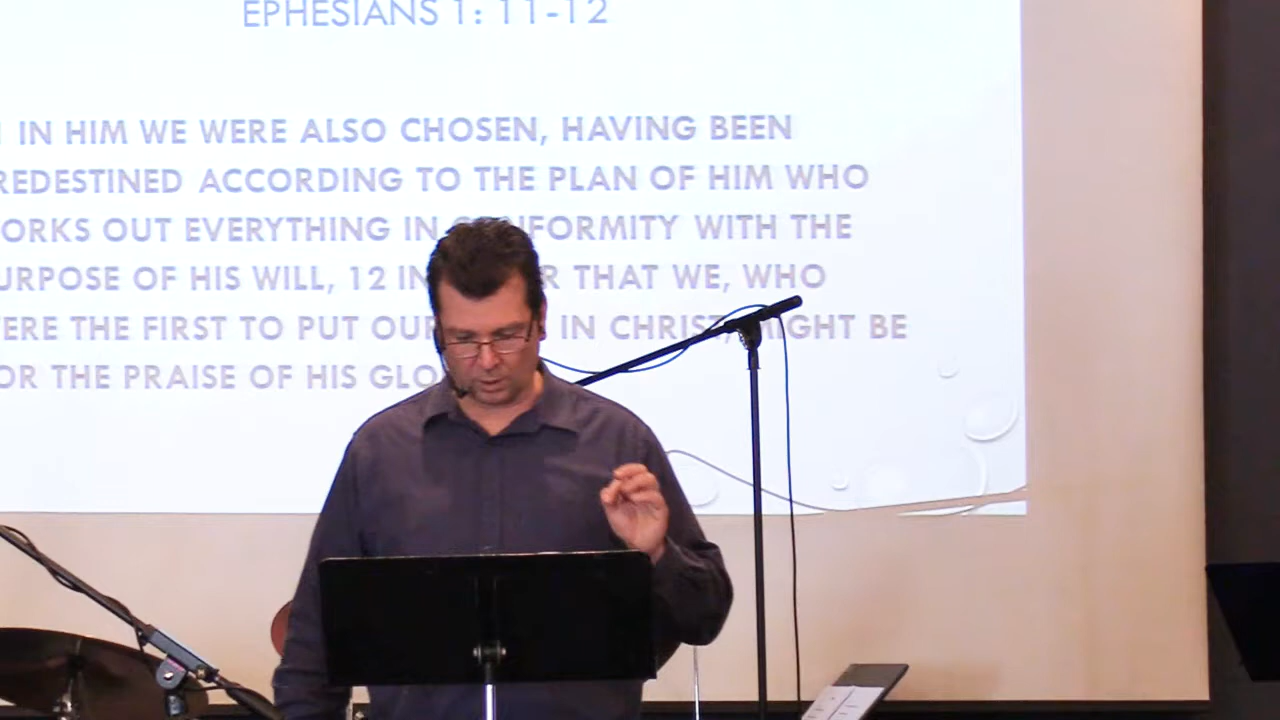 EPHESIANS 1: 11-12
IN HIM WE WERE ALSO CHOSEN, HAVING BEEN
REDESTINED ACCORDING TO THE PLAN OF HIM WHO
ORKS OUT EVERYTHING IN CONFORMITY WITH THE
URPOSE OF HIS WILL, 12 IN R THAT WE, WHO
ERE THE FIRST TO PUT OUR IN CHRIST, MIGHT BE
OR THE PRAISE OF HIS GLO